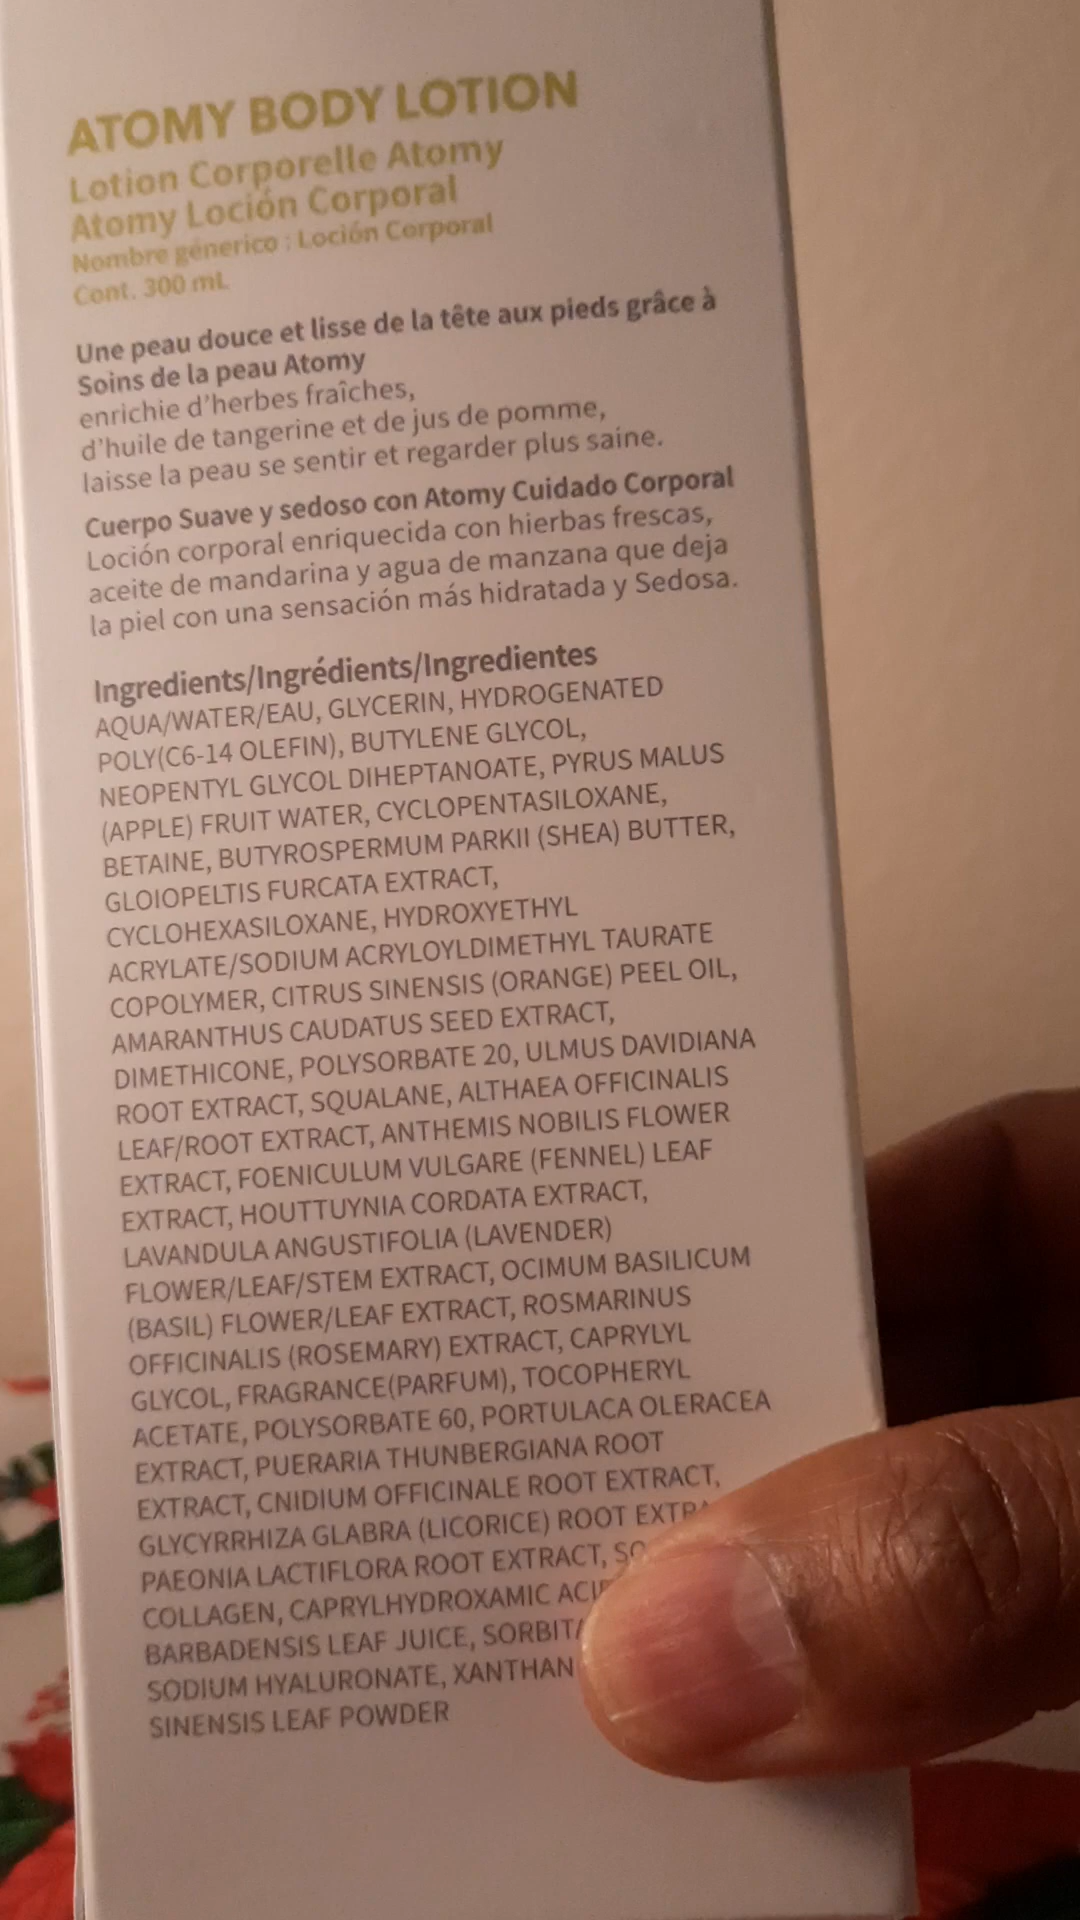 ATOMY BODY LOTION
Lotion Corporelle Atomy
Atomy Loción Corporal
Nombre génerico : Loción Corporal
Cont. 300 mL
Une peau douce et lisse de la tête aux pieds grâce à
Soins de la peau Atomy
enrichie d'herbes fraîches,
d'huile de tangerine et de jus de pomme,
laisse la peau se sentir et regarder plus saine.
Cuerpo Suave y sedoso con Atomy Cuidado Corporal
Loción corporal enriquecida con hierbas frescas,
aceite de mandarina y agua de manzana que deja
la piel con una sensación más hidratada y Sedosa.
Ingredients/Ingrédients/Ingredientes
AQUA/WATER/EAU, GLYCERIN, HYDROGENATED
POLY(C6-14 OLEFIN), BUTYLENE GLYCOL,
NEOPENTYL GLYCOL DIHEPTANOATE, PYRUS MALUS
(APPLE) FRUIT WATER, CYCLOPENTASILOXANE,
BETAINE, BUTYROSPERMUM PARKII (SHEA) BUTTER,
GLOIOPELTIS FURCATA EXTRACT,
CYCLOHEXASILOXANE, HYDROXYETHYL
ACRYLATE/SODIUM ACRYLOYLDIMETHYL TAURATE
COPOLYMER, CITRUS SINENSIS (ORANGE) PEEL OIL,
AMARANTHUS CAUDATUS SEED EXTRACT,
DIMETHICONE, POLYSORBATE 20, ULMUS DAVIDIANA
ROOT EXTRACT, SQUALANE, ALTHAEA OFFICINALIS
LEAF/ROOT EXTRACT, ANTHEMIS NOBILIS FLOWER
EXTRACT, FOENICULUM VULGARE (FENNEL) LEAF
EXTRACT, HOUTTUYNIA CORDATA EXTRACT,
LAVANDULA ANGUSTIFOLIA (LAVENDER)
FLOWER/LEAF/STEM EXTRACT, OCIMUM BASILICUM
(BASIL) FLOWER/LEAF EXTRACT, ROSMARINUS
OFFICINALIS (ROSEMARY) EXTRACT, CAPRYLYL
GLYCOL, FRAGRANCE(PARFUM), TOCOPHERYL
ACETATE, POLYSORBATE 60, PORTULACA OLERACEA
EXTRACT, PUERARIA THUNBERGIANA ROOT
EXTRACT, CNIDIUM OFFICINALE ROOT EXTRACT,
GLYCYRRHIZA GLABRA (LICORICE) ROOT
PAEONIA LACTIFLORA ROOT EXTRACT,
COLLAGEN, CAPRYLHYDROXAMIC
BARBADENSIS LEAF JUICE,
SODIUM HYALURONATE, XANTHAN
SINENSIS LEAF POWDER